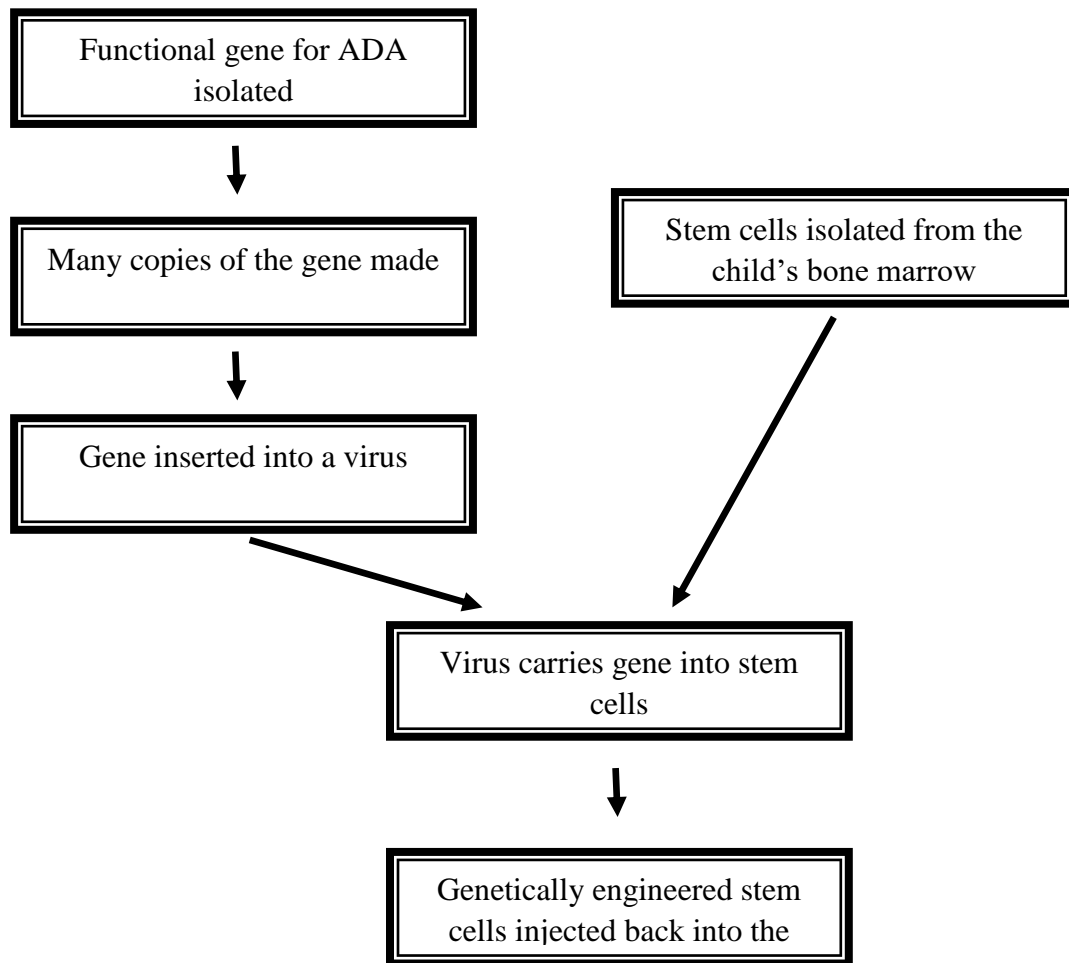 Functional gene for ADA
isolated
Many copies of the gene made
Stem cells isolated from the
child’s bone marrow
Gene inserted into a virus
Virus carries gene into stem
cells
Genetically engineered stem
cells injected back into the